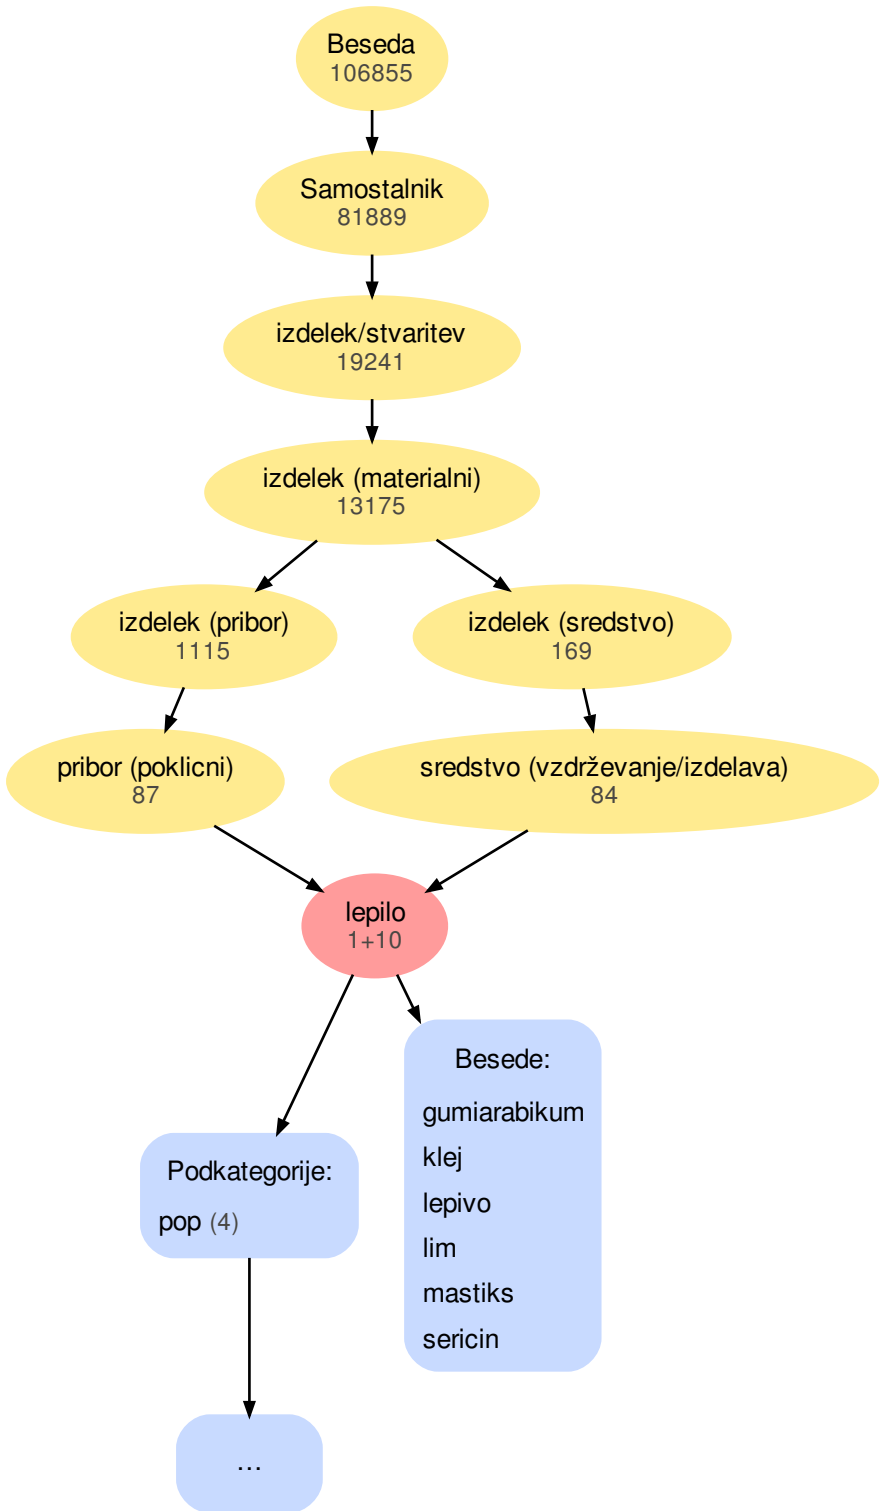 Beseda
106855
Samostalnik
81889
izdelek/stvaritev
19241
izdelek (materialni)
13175
izdelek (pribor)
1115
izdelek (sredstvo)
169
pribor (poklicni)
87
sredstvo (vzdrževanje/izdelava)
84
lepilo
1+10
Besede:
gumiarabikum
klej
lepivo
lim
mastiks
sericin
Podkategorije:
pop (4)
...